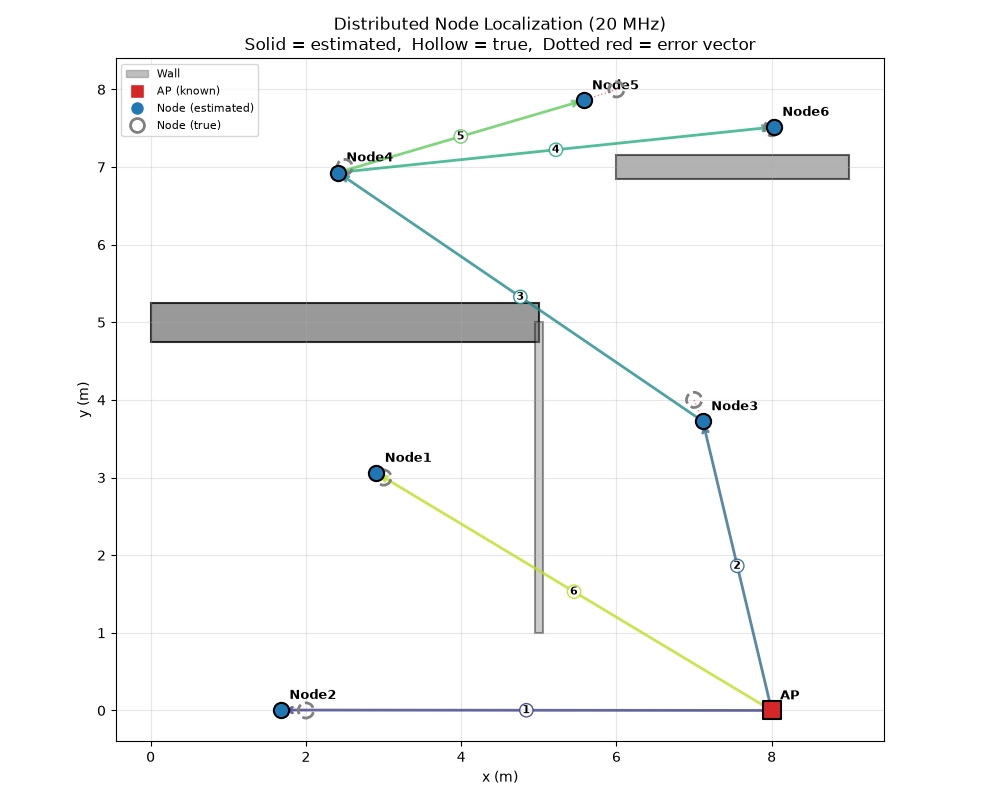 Distributed Node Localization (20 MHz)
Solid = estimated,  Hollow = true,  Dotted red = error vector
Wall
AP (known)
Node (estimated)
Node (true)
Node5
Node6
Node4
Node3
Node1
Node2
AP
5
4
3
2
6
1
8
7
6
5
4
3
2
1
0
y (m)
0
2
4
6
8
x (m)